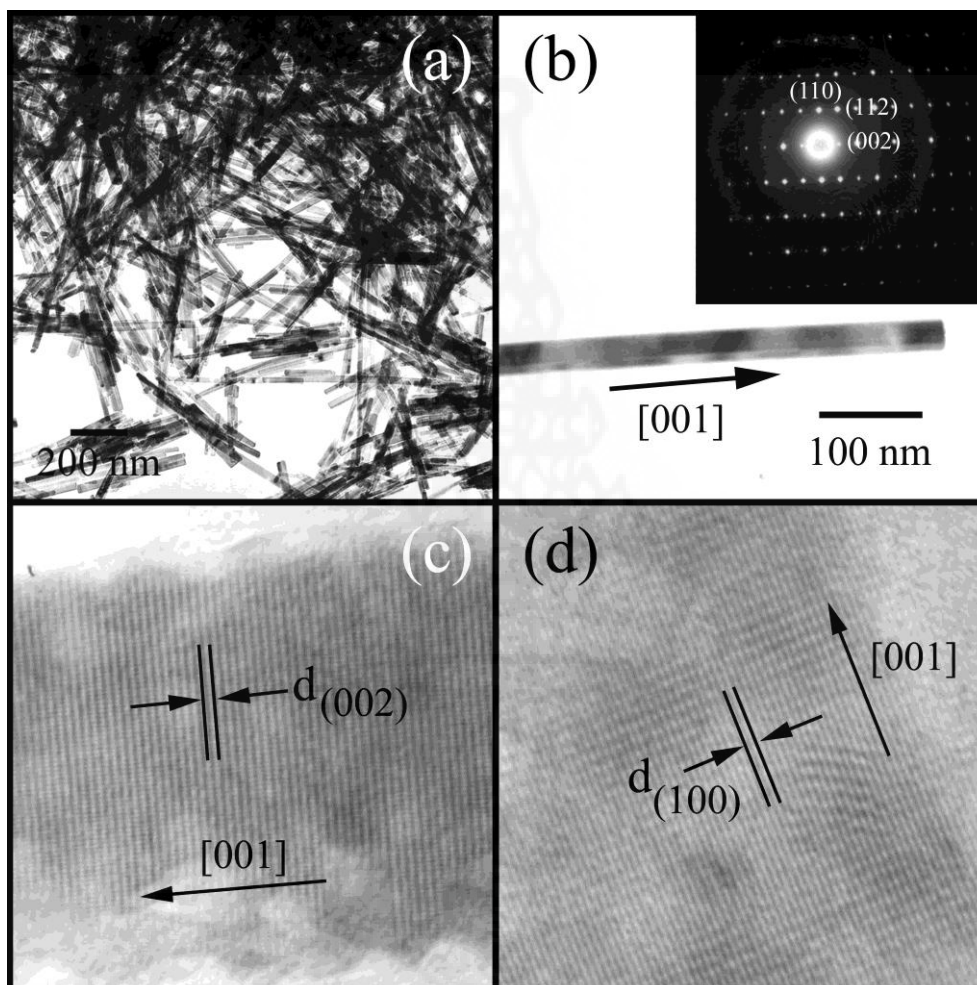 (a)
200 nm
(b)
(110)
(112)
(002)
[001]
100 nm
(c)
d(002)
[001]
(d)
[001]
d(100)